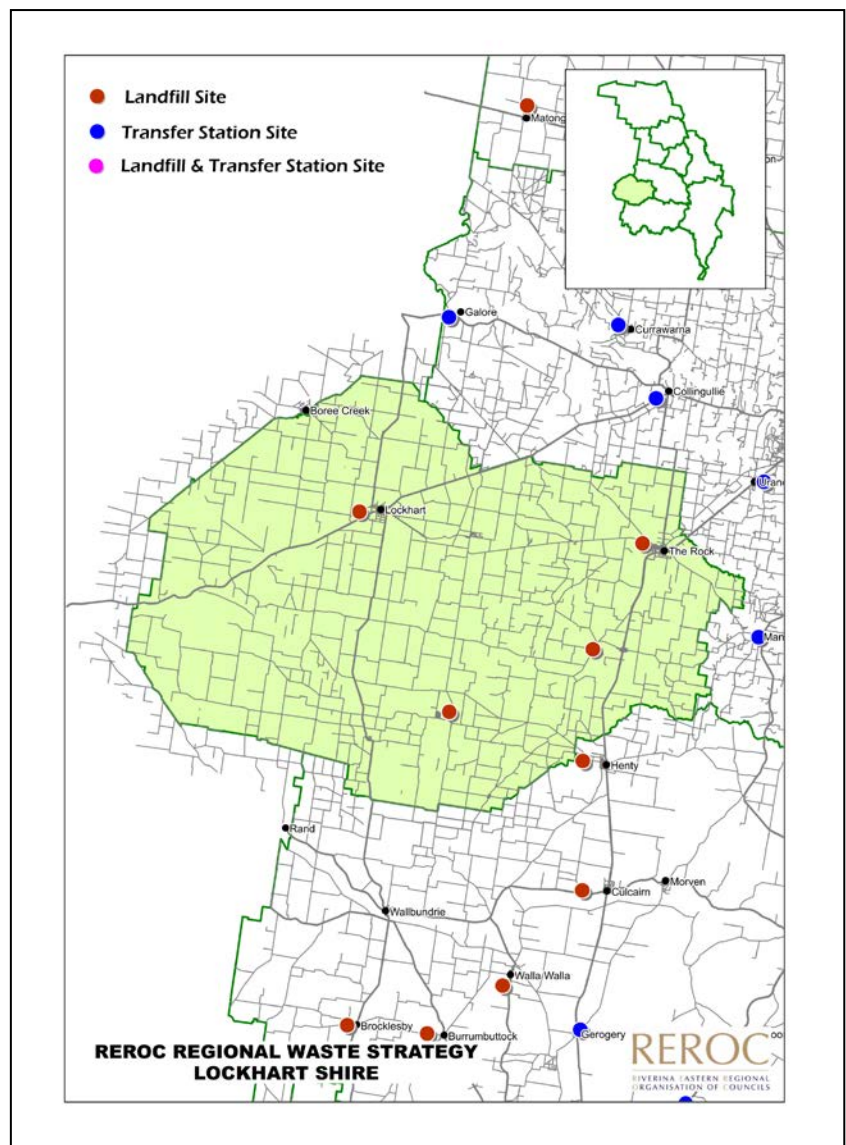 Landfill Site
Transfer Station Site
Landfill & Transfer Station Site
Matong
Galore
Currawarna
Collingullie
Boree Creek
Lockhart
The Rock
Henty
Rand
Culcairn
Morven
Wallbundrie
Walla Walla
Brocklesby
Burrumbuttock
Gerogery
REROC REGIONAL WASTE STRATEGY
LOCKHART SHIRE
REROC
RIVERINA EASTERN REGIONAL
ORGANISATION OF COUNCILS